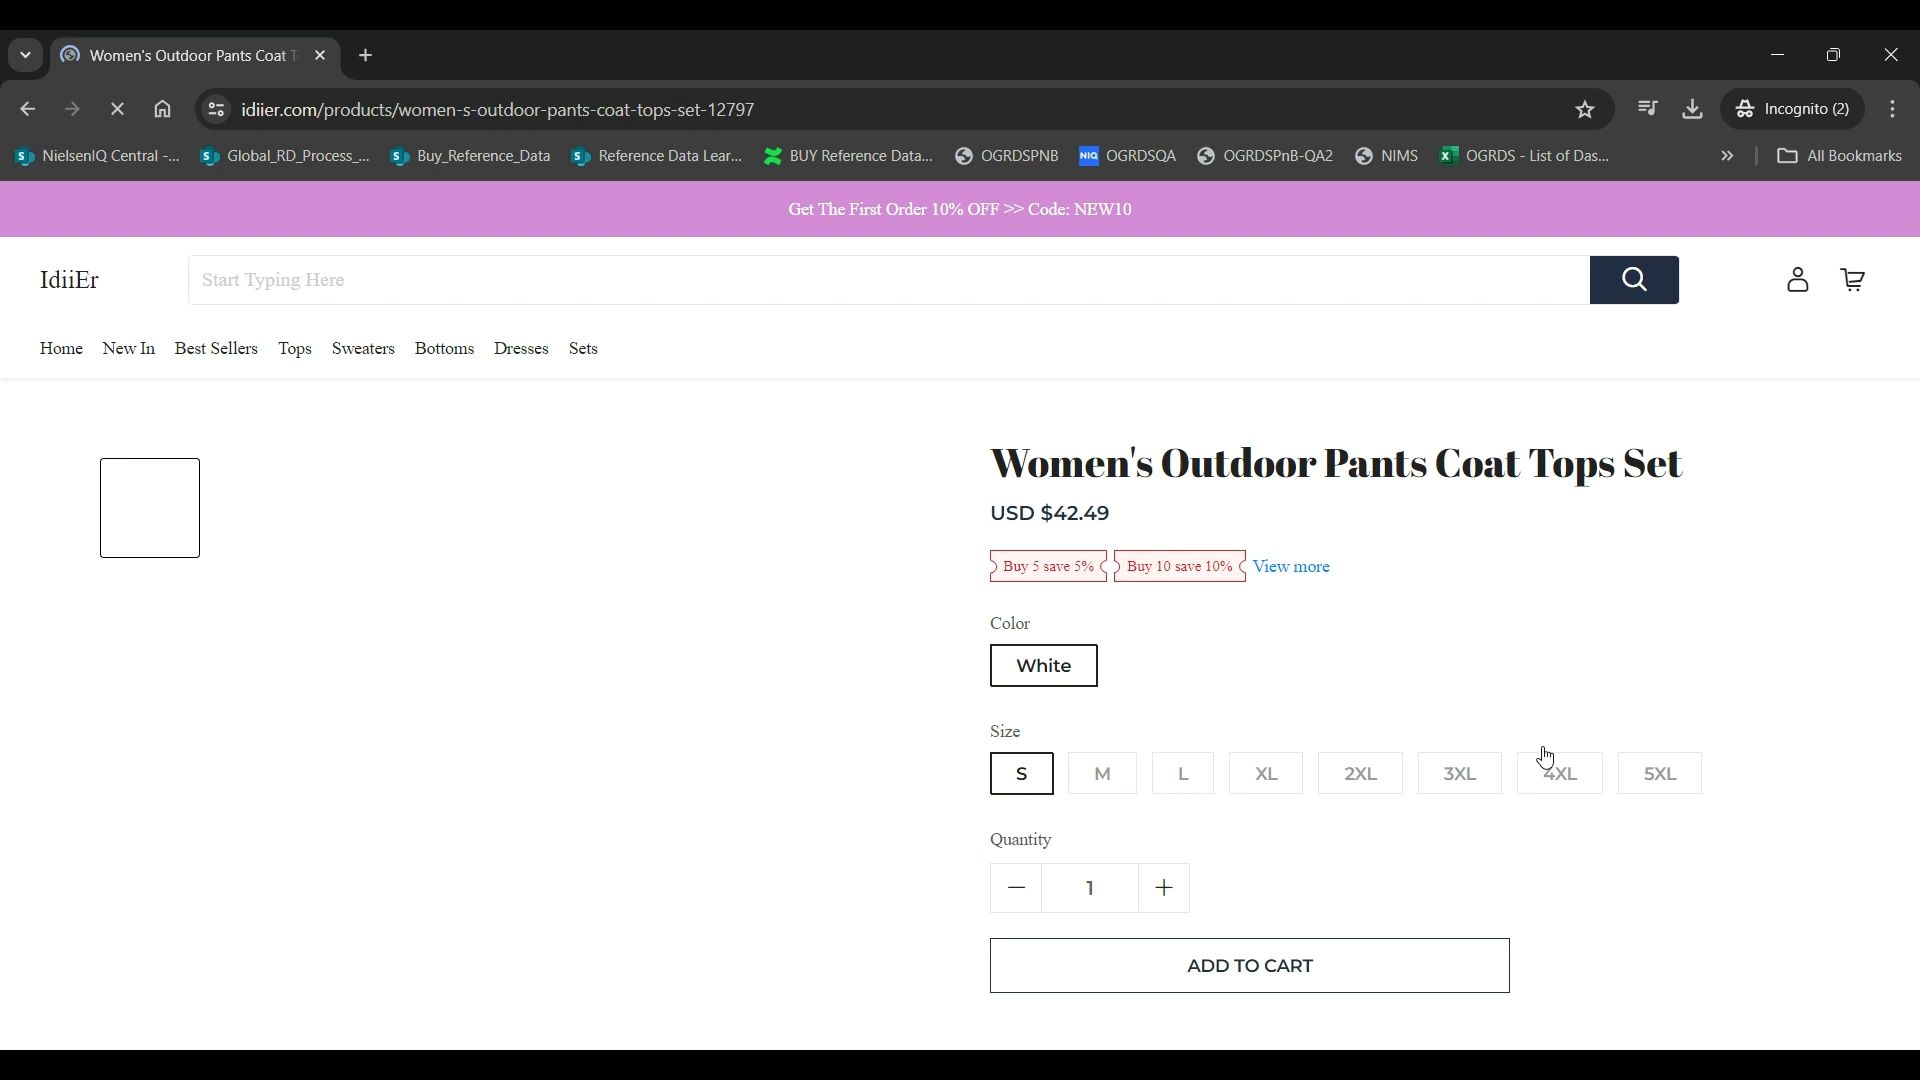 Women's Outdoor Pants Coat T
idiier.com/products/women-s-outdoor-pants-coat-tops-set-12797
Incognito (2)
NielsenIQ Central -...
Global_RD_Process_...
Buy_Reference_Data
Reference Data Lear...
BUY Reference Data...
OGRDSPNB
NIQ OGRDSQA
OGRDSPnB-QA2
NIMS
OGRDS - List of Das...
All Bookmarks
Get The First Order 10% OFF >> Code: NEW10
IdiiEr
Start Typing Here
Home New In Best Sellers Tops Sweaters Bottoms Dresses Sets
Women's Outdoor Pants Coat Tops Set
USD $42.49
Buy 5 save 5% Buy 10 save 10% View more
Color
White
Size
S M L XL 2XL 3XL 4XL 5XL
Quantity
1
ADD TO CART